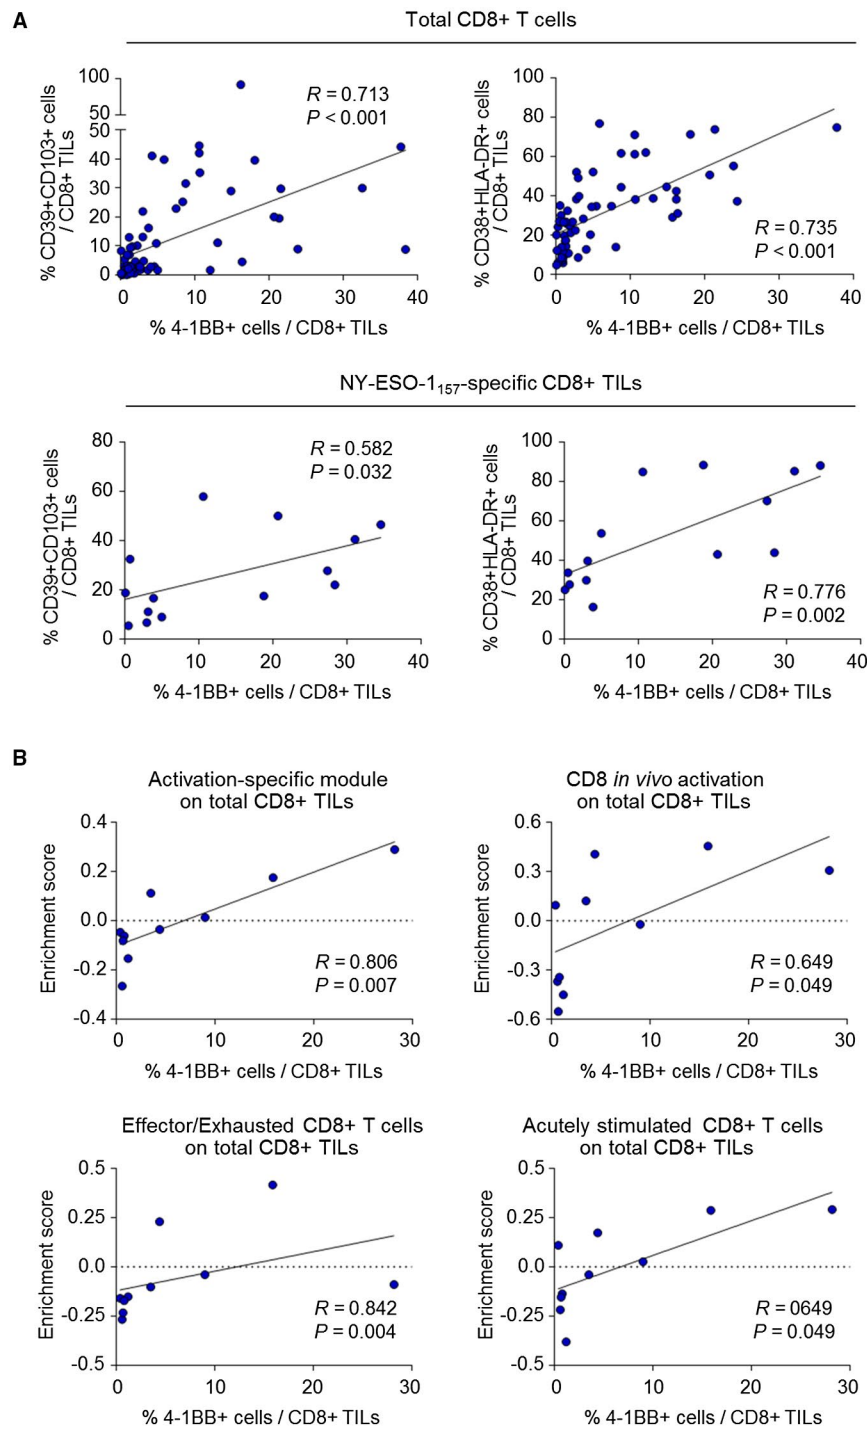 A
Total CD8+ T cells
% CD39+CD103+ cells
/ CD8+ TILs
100
50
50
40
30
20
10
0
R = 0.713
P < 0.001
0 10 20 30 40
% 4-1BB+ cells / CD8+ TILs
% CD38+HLA-DR+ cells
/ CD8+ TILs
100
80
60
40
20
0
R = 0.735
P < 0.001
0 10 20 30 40
% 4-1BB+ cells / CD8+ TILs
NY-ESO-1157-specific CD8+ TILs
% CD39+CD103+ cells
/ CD8+ TILs
80
60
40
20
0
R = 0.582
P = 0.032
0 10 20 30 40
% 4-1BB+ cells / CD8+ TILs
% CD38+HLA-DR+ cells
/ CD8+ TILs
100
80
60
40
20
0
R = 0.776
P = 0.002
0 10 20 30 40
% 4-1BB+ cells / CD8+ TILs
B
Activation-specific module
on total CD8+ TILs
Enrichment score
0.4
0.2
0.0
-0.2
-0.4
R = 0.806
P = 0.007
0 10 20 30
% 4-1BB+ cells / CD8+ TILs
CD8 in vivo activation
on total CD8+ TILs
Enrichment score
0.6
0.3
0.0
-0.3
-0.6
R = 0.649
P = 0.049
0 10 20 30
% 4-1BB+ cells / CD8+ TILs
Effector/Exhausted CD8+ T cells
on total CD8+ TILs
Enrichment score
0.5
0.25
0.0
-0.25
-0.5
R = 0.842
P = 0.004
0 10 20 30
% 4-1BB+ cells / CD8+ TILs
Acutely stimulated CD8+ T cells
on total CD8+ TILs
Enrichment score
0.5
0.25
0.0
-0.25
-0.5
R = 0649
P = 0.049
0 10 20 30
% 4-1BB+ cells / CD8+ TILs